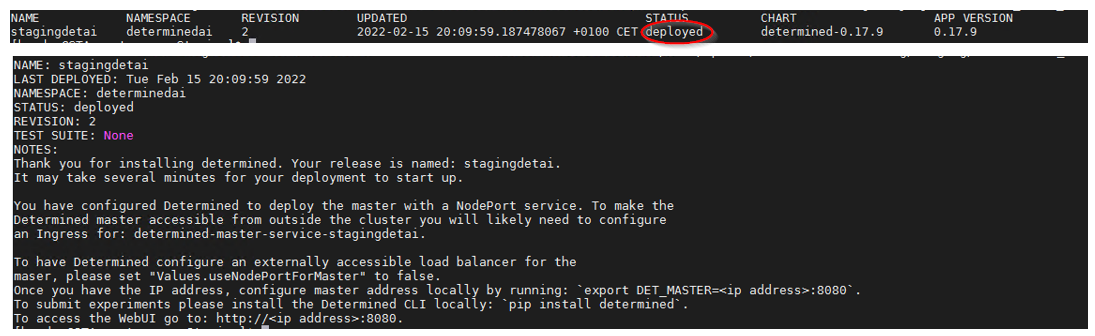 NAME NAMESPACE REVISION UPDATED STATUS CHART APP VERSION
stagingdetai determinedai 2 2022-02-15 20:09:59.187478067 +0100 CET deployed determined-0.17.9 0.17.9
NAME: stagingdetai
LAST DEPLOYED: Tue Feb 15 20:09:59 2022
NAMESPACE: determinedai
STATUS: deployed
REVISION: 2
TEST SUITE: None
NOTES:
Thank you for installing determined. Your release is named: stagingdetai.
It may take several minutes for your deployment to start up.
You have configured Determined to deploy the master with a NodePort service. To make the
Determined master accessible from outside the cluster you will likely need to configure
an Ingress for: determined-master-service-stagingdetai.
To have Determined configure an externally accessible load balancer for the
maser, please set "Values.useNodePortForMaster" to false.
Once you have the IP address, configure master address locally by running: `export DET_MASTER=<ip address>:8080`.
To submit experiments please install the Determined CLI locally: `pip install determined`.
To access the WebUI go to: http://<ip address>:8080.